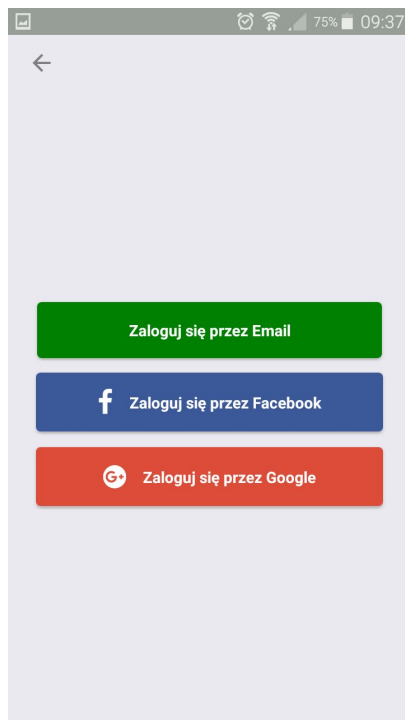 75% 09:37
Zaloguj się przez Email
f Zaloguj się przez Facebook
G+ Zaloguj się przez Google